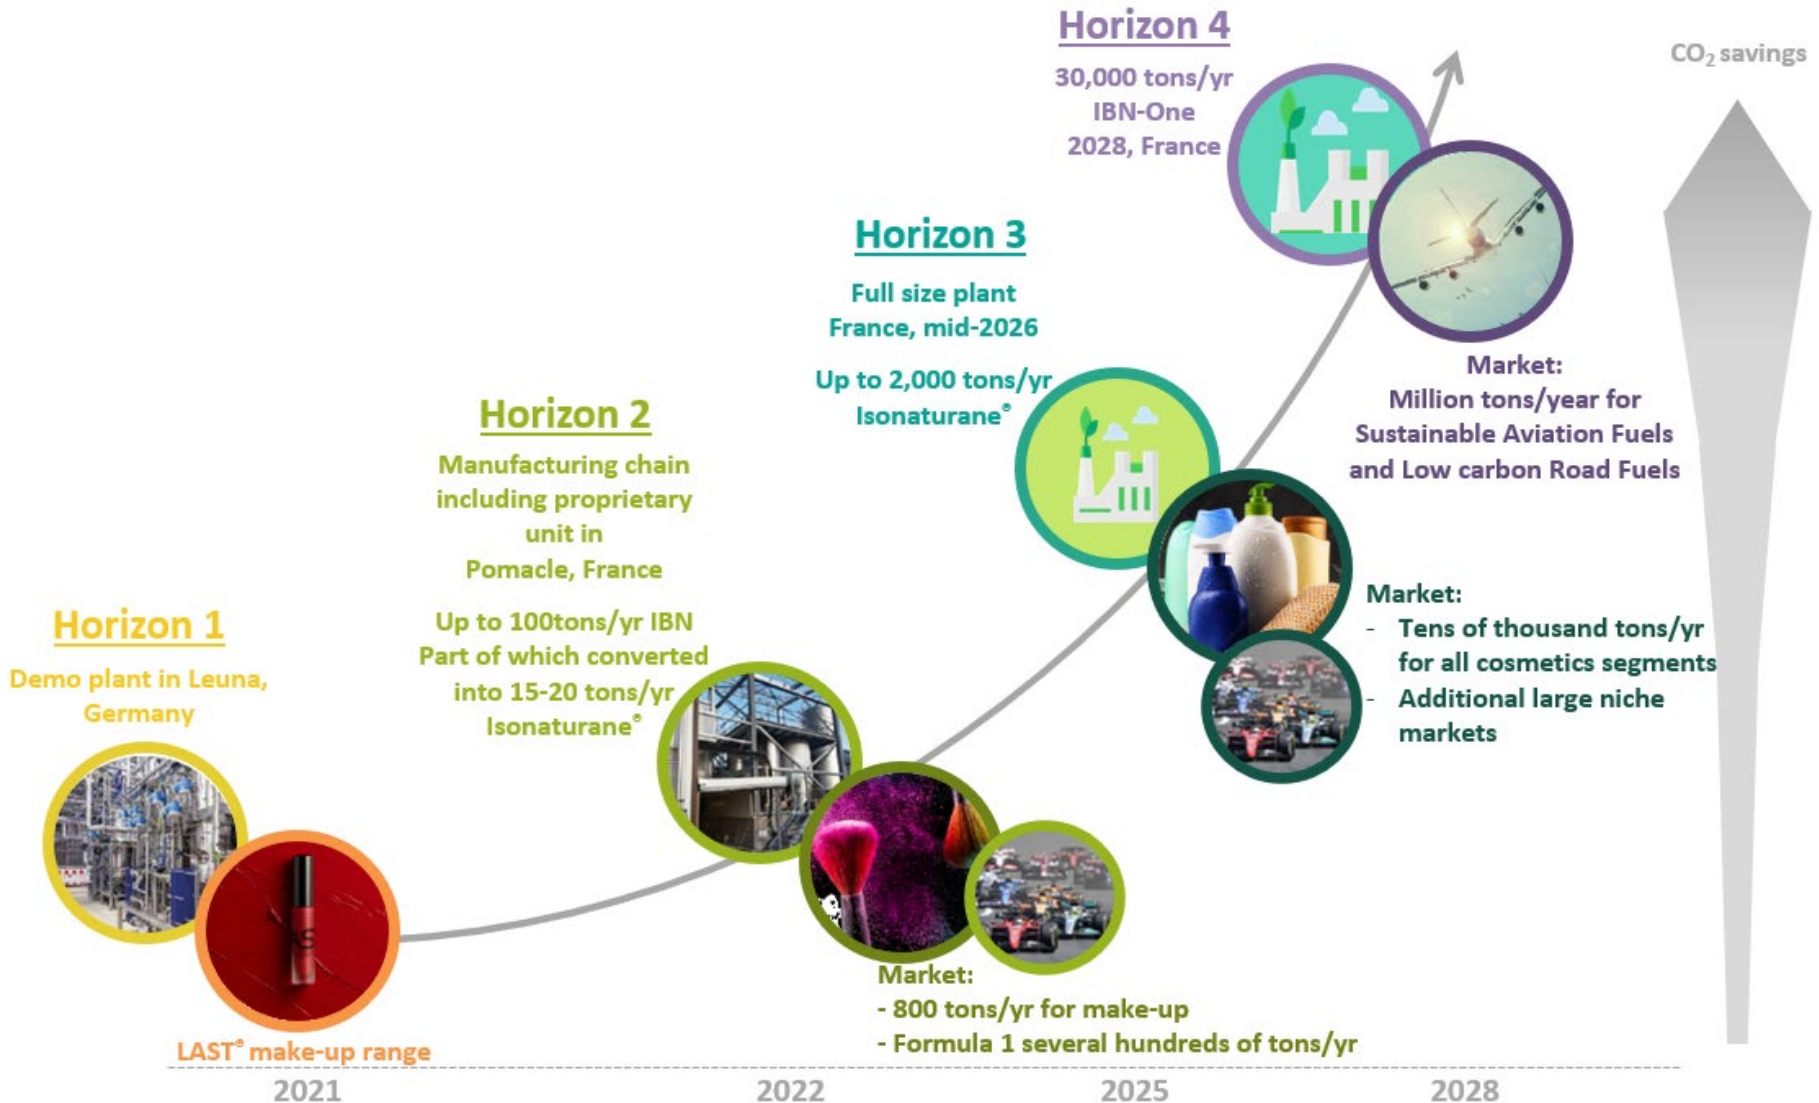 Horizon 4
30,000 tons/yr
IBN-One
2028, France
CO₂ savings
Horizon 3
Full size plant
France, mid-2026
Up to 2,000 tons/yr
Isonaturane®
Market:
Million tons/year for
Sustainable Aviation Fuels
and Low carbon Road Fuels
Horizon 2
Manufacturing chain
including proprietary
unit in
Pomacle, France
Up to 100tons/yr IBN
Part of which converted
into 15-20 tons/yr
Isonaturane®
Market:
- Tens of thousand tons/yr
for all cosmetics segments
- Additional large niche
markets
Horizon 1
Demo plant in Leuna,
Germany
LAST® make-up range
Market:
- 800 tons/yr for make-up
- Formula 1 several hundreds of tons/yr
2021
2022
2025
2028